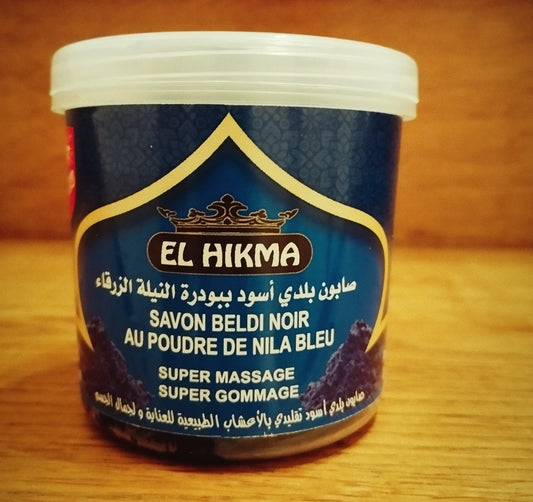 EL HIKMA
صابون بلدي أسود ببودرة النيلة الزرقاء
SAVON BELDI NOIR
AU POUDRE DE NILA BLEU
SUPER MASSAGE
SUPER GOMMAGE
صابون بلدي أسود تقليدي بالأعشاب الطبيعية للعناية و لجمال